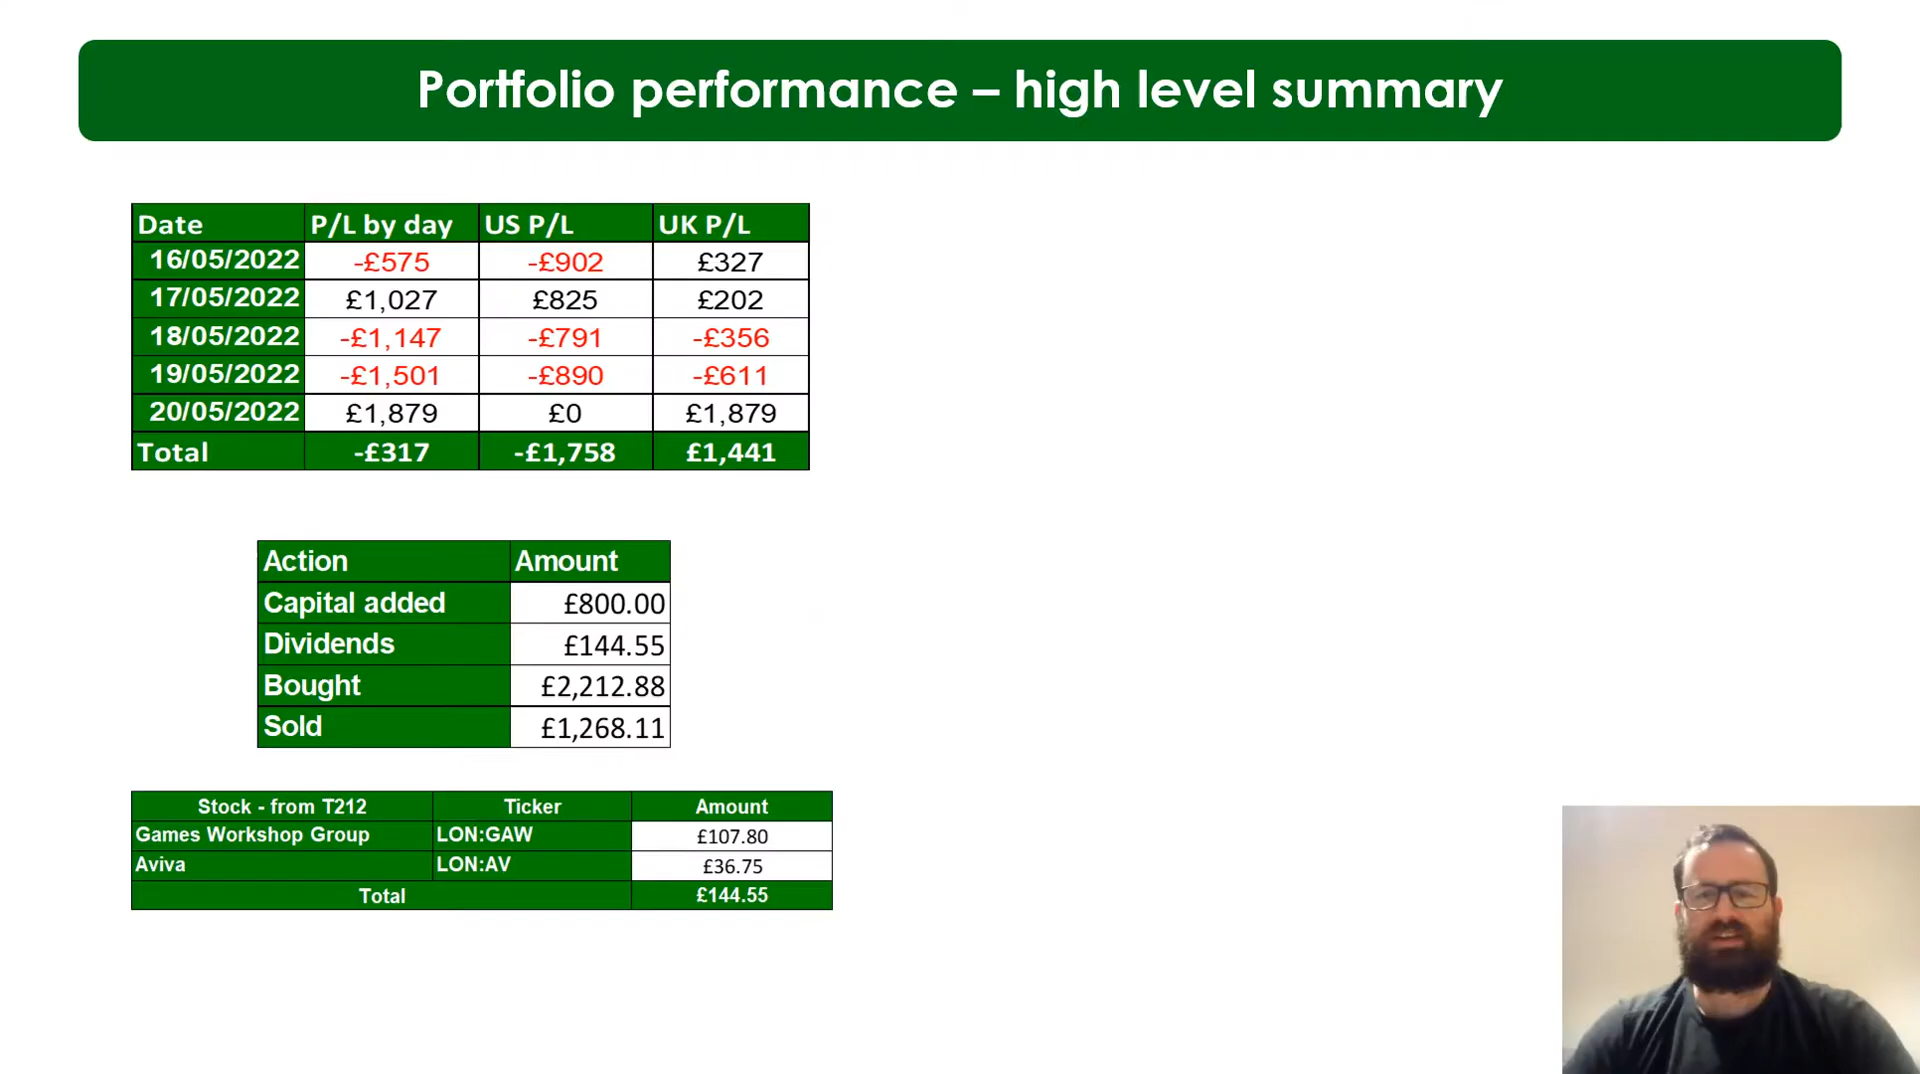 Portfolio performance – high level summary
Date P/L by day US P/L UK P/L
16/05/2022 -£575 -£902 £327
17/05/2022 £1,027 £825 £202
18/05/2022 -£1,147 -£791 -£356
19/05/2022 -£1,501 -£890 -£611
20/05/2022 £1,879 £0 £1,879
Total -£317 -£1,758 £1,441
Action Amount
Capital added £800.00
Dividends £144.55
Bought £2,212.88
Sold £1,268.11
Stock - from T212 Ticker Amount
Games Workshop Group LON:GAW £107.80
Aviva LON:AV £36.75
Total £144.55